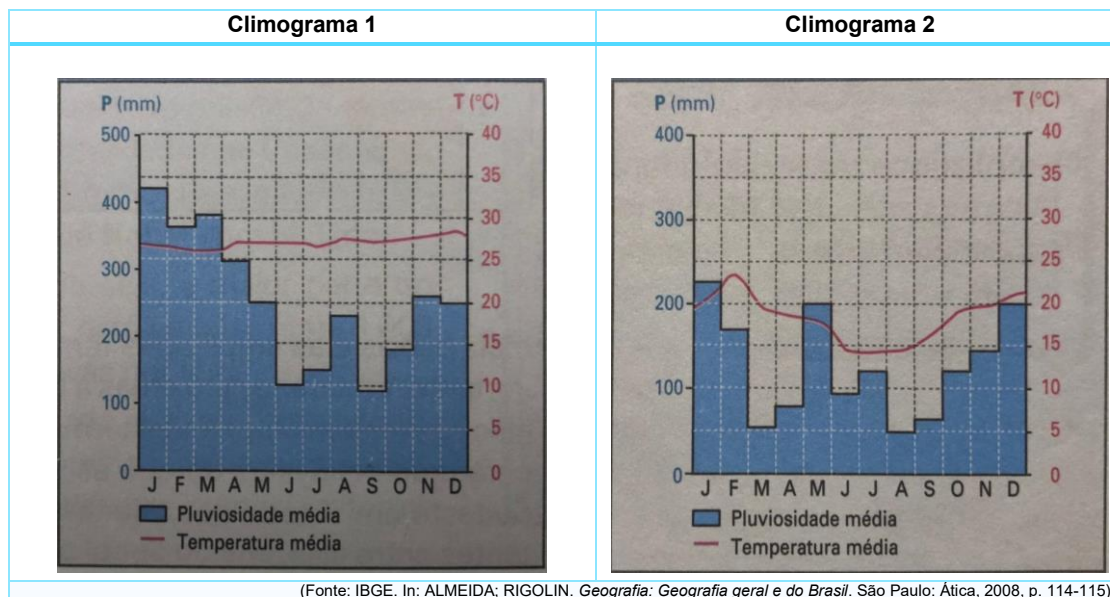 Climograma 1
Climograma 2
P (mm)
T (°C)
500
400
300
200
100
0
40
35
30
25
20
15
10
5
0
J F M A M J J A S O N D
Pluviosidade média
Temperatura média
P (mm)
T (°C)
400
300
200
100
0
40
35
30
25
20
15
10
5
0
J F M A M J J A S O N D
Pluviosidade média
Temperatura média
(Fonte: IBGE. In: ALMEIDA; RIGOLIN. Geografia: Geografia geral e do Brasil. São Paulo: Ática, 2008, p. 114-115)